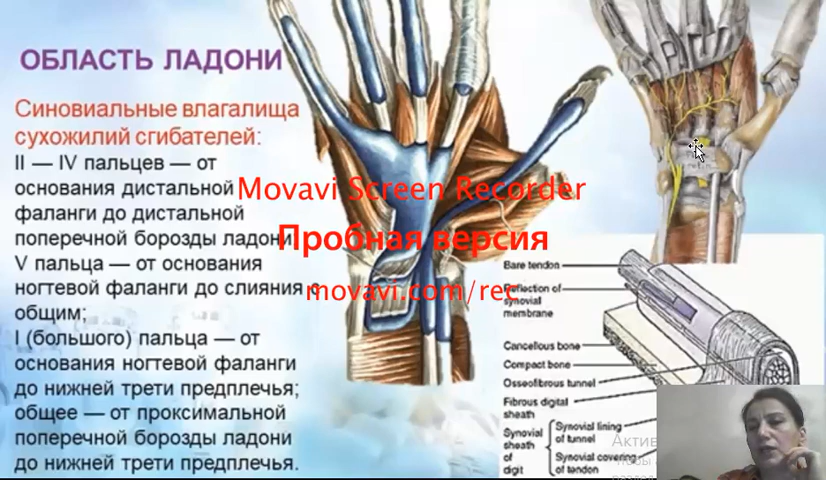 ОБЛАСТЬ ЛАДОНИ
Синовиальные влагалища
сухожилий сгибателей:
II — IV пальцев — от
основания дистальной
фаланги до дистальной
поперечной борозды ладони
V пальца — от основания
ногтевой фаланги до слияния с
общим;
I (большого) пальца — от
основания ногтевой фаланги
до нижней трети предплечья;
общее — от проксимальной
поперечной борозды ладони
до нижней трети предплечья.
Movavi Screen Recorder
Пробная версия
movavi.com/rec
Bare tendon
Reflection of
synovial
membrane
Cancellous bone
Compact bone
Osseofibrous tunnel
Fibrous digital
sheath
Synovial
sheath
of
digit
Synovial lining
of tunnel
Synovial covering
of tendon
Актив